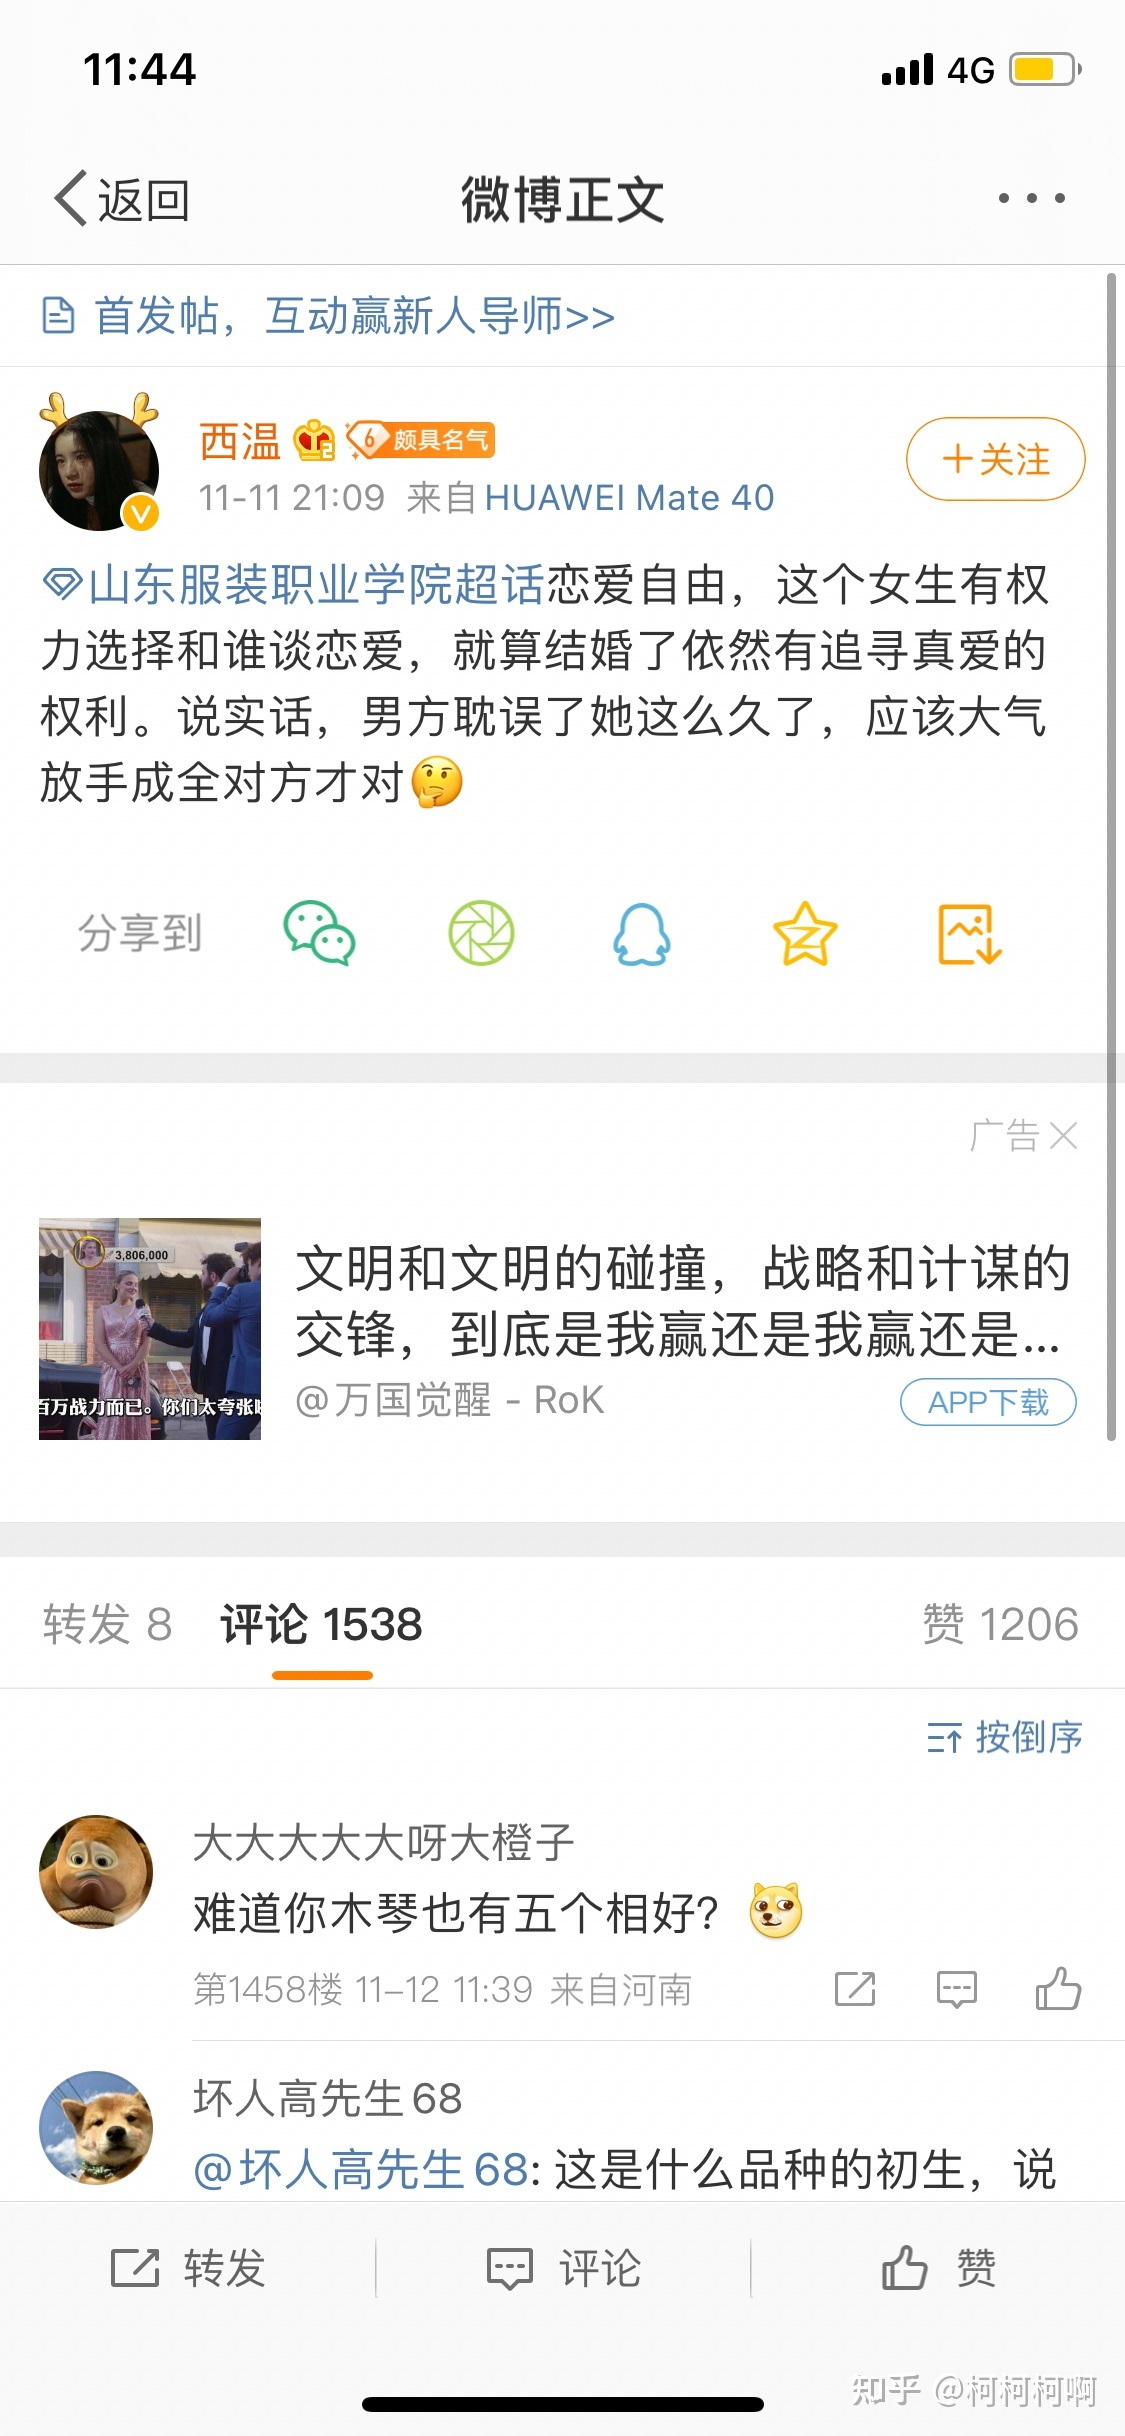 11:44
4G
返回
微博正文
首发帖，互动赢新人导师>>
西温
2
6 颇具名气
11-11 21:09 来自HUAWEI Mate 40
V
+关注
山东服装职业学院超话恋爱自由，这个女生有权
力选择和谁谈恋爱，就算结婚了依然有追寻真爱的
权利。说实话，男方耽误了她这么久了，应该大气
放手成全对方才对🤔
分享到
广告
3,806,000
百万战力而已。你们太夸张
文明和文明的碰撞，战略和计谋的
交锋，到底是我赢还是我赢还是...
@万国觉醒 - RoK
APP下载
转发 8 评论 1538 赞 1206
按倒序
大大大大大呀大橙子
难道你木琴也有五个相好？
第1458楼 11-12 11:39 来自河南
坏人高先生68
@坏人高先生68: 这是什么品种的初生，说
转发 评论 赞
知乎 @柯柯柯啊